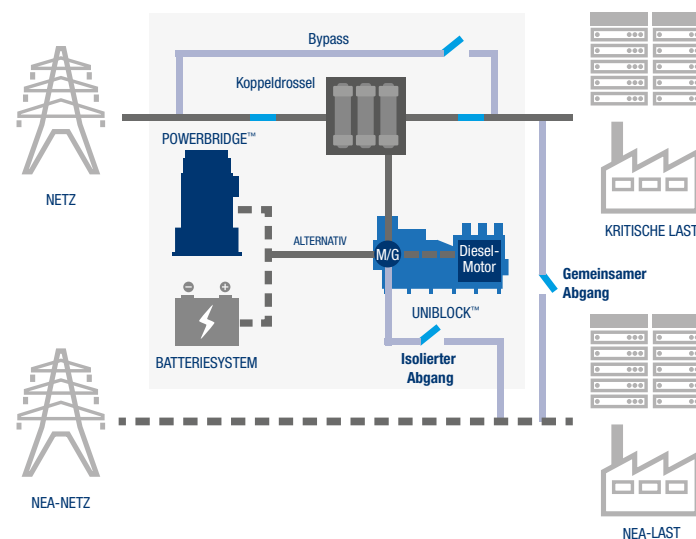 Bypass
Koppeldrossel
POWERBRIDGE™
NETZ
KRITISCHE LAST
ALTERNATIV
M/G
Diesel-
Motor
Gemeinsamer
Abgang
UNIBLOCK™
BATTERIESYSTEM
Isolierter
Abgang
NEA-NETZ
NEA-LAST